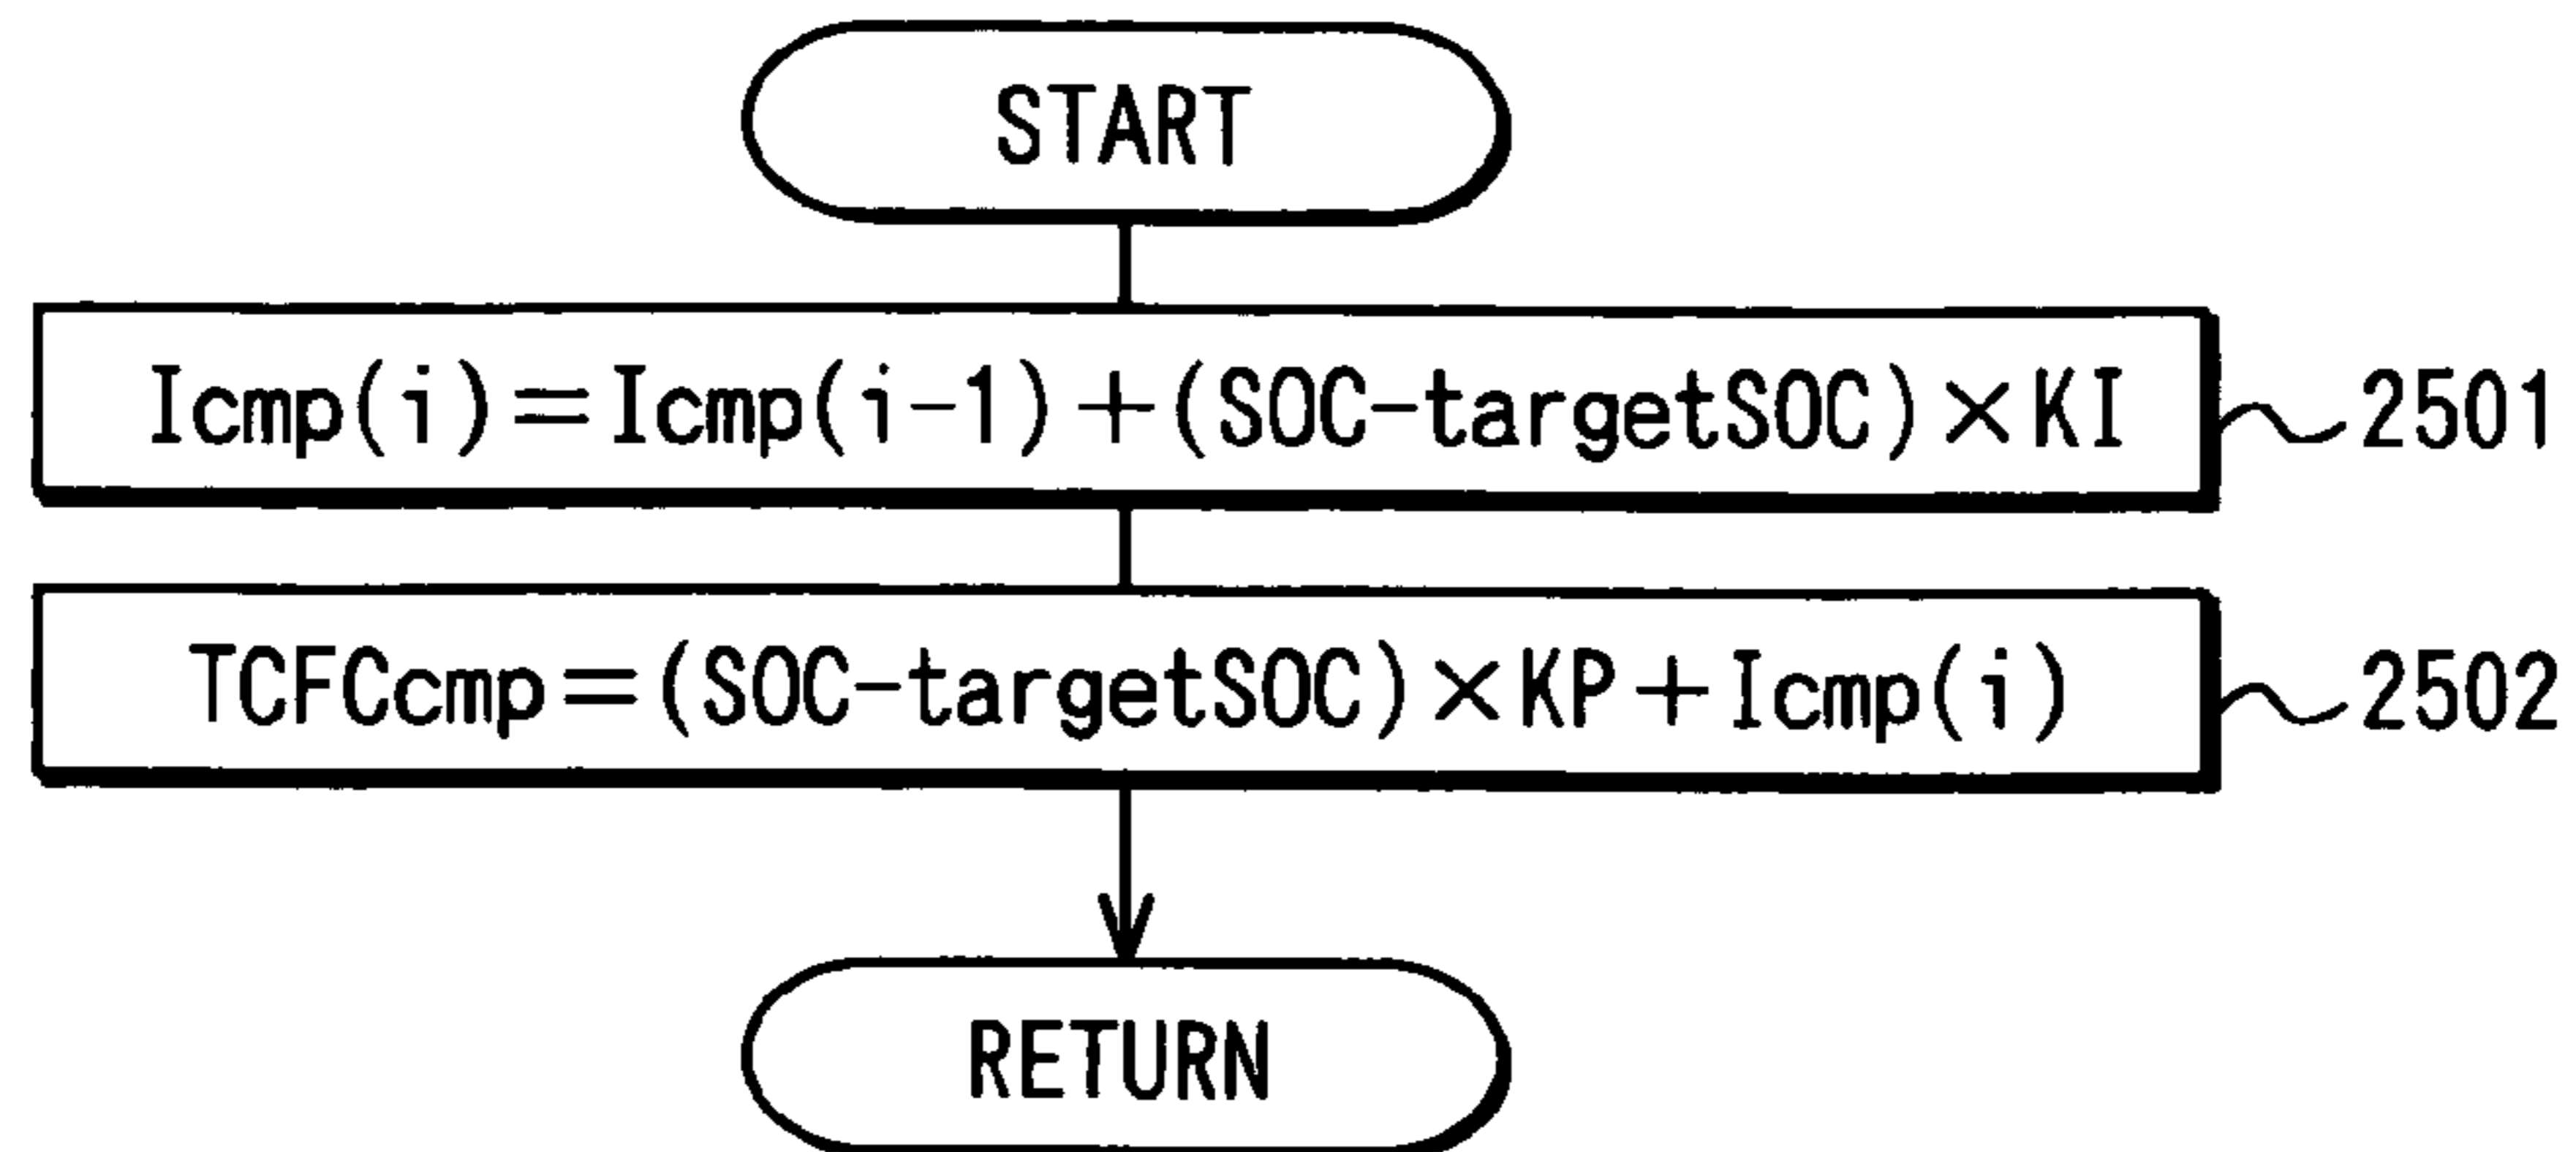 START
Icmp(i)=Icmp(i-1)+(SOC-targetSOC)×KI 2501
TCFCcmp=(SOC-targetSOC)×KP+Icmp(i) 2502
RETURN